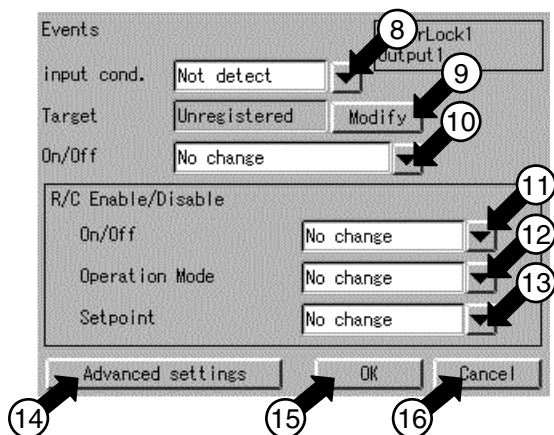 Events
8
rLock1
Output1
input cond.
Not detect
9
Target
Unregistered
Modify
10
On/Off
No change
R/C Enable/Disable
11
On/Off
No change
12
Operation Mode
No change
13
Setpoint
No change
Advanced settings
OK
Cancel
14
15
16